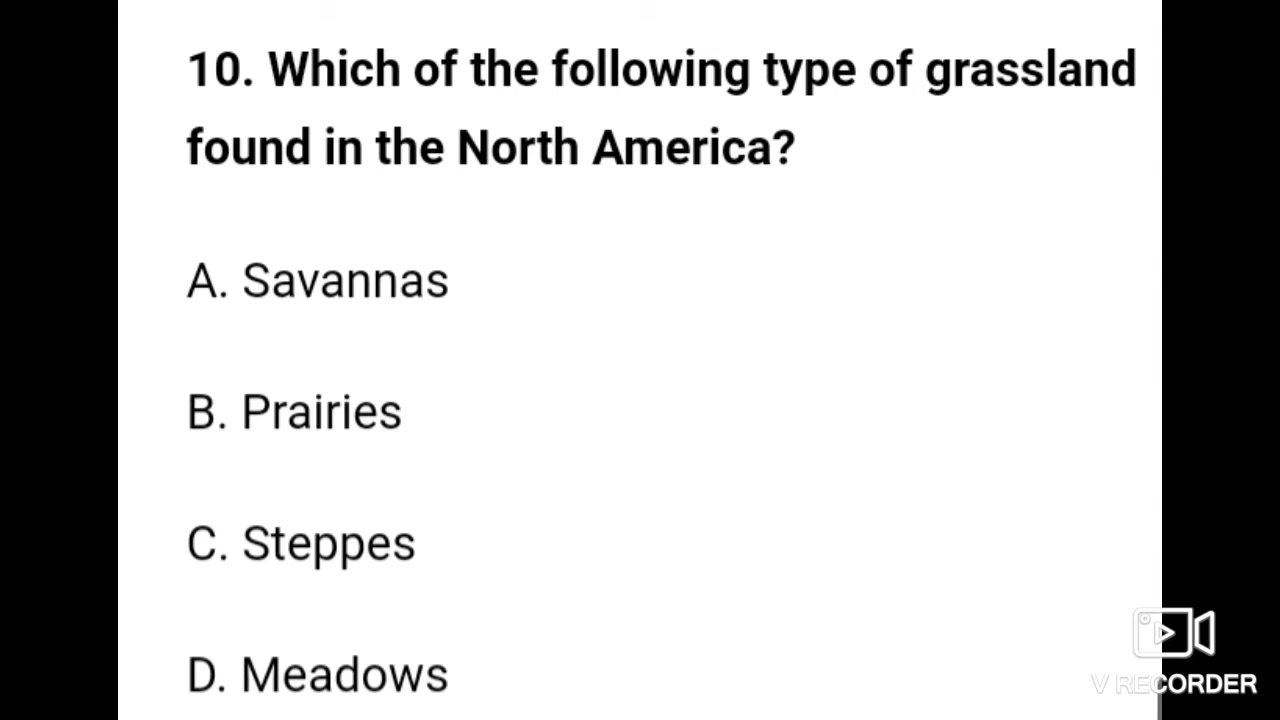 10. Which of the following type of grassland
found in the North America?
A. Savannas
B. Prairies
C. Steppes
D. Meadows
V RECORDER